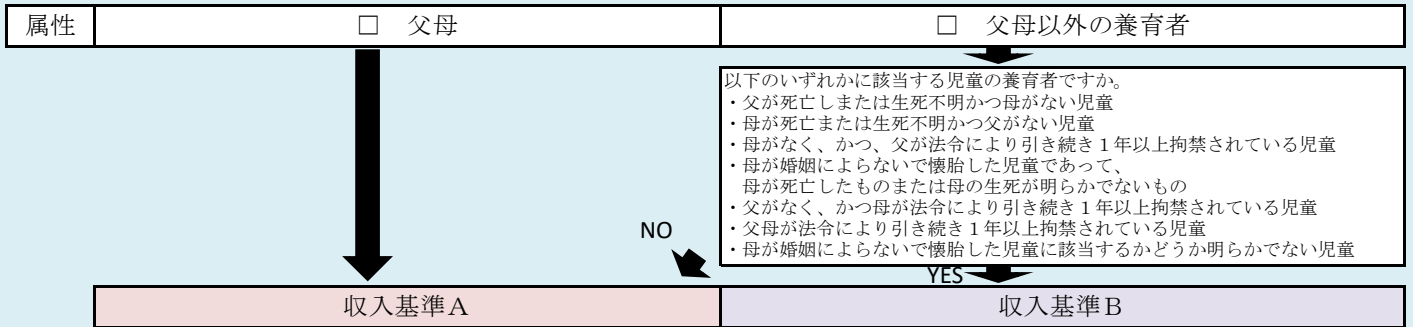 属性
□ 父母
□ 父母以外の養育者
以下のいずれかに該当する児童の養育者ですか。
・父が死亡しまたは生死不明かつ母がない児童
・母が死亡または生死不明かつ父がない児童
・母がなく、かつ、父が法令により引き続き１年以上拘禁されている児童
・母が婚姻によらないで懐胎した児童であって、
母が死亡したものまたは母の生死が明らかでないもの
・父がなく、かつ母が法令により引き続き１年以上拘禁されている児童
・父母が法令により引き続き１年以上拘禁されている児童
・母が婚姻によらないで懐胎した児童に該当するかどうか明らかでない児童
NO
YES
収入基準Ａ
収入基準Ｂ